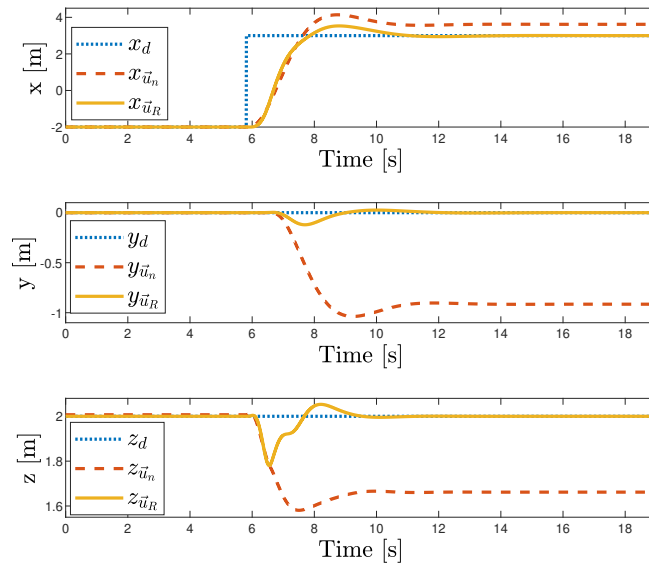 4
2
0
-2
x [m]
x_d
x_{\vec{u}_n}
x_{\vec{u}_R}
0 2 4 6 8 10 12 14 16 18
Time [s]
0
-0.5
-1
y [m]
y_d
y_{\vec{u}_n}
y_{\vec{u}_R}
0 2 4 6 8 10 12 14 16 18
Time [s]
2
1.8
1.6
z [m]
z_d
z_{\vec{u}_n}
z_{\vec{u}_R}
0 2 4 6 8 10 12 14 16 18
Time [s]